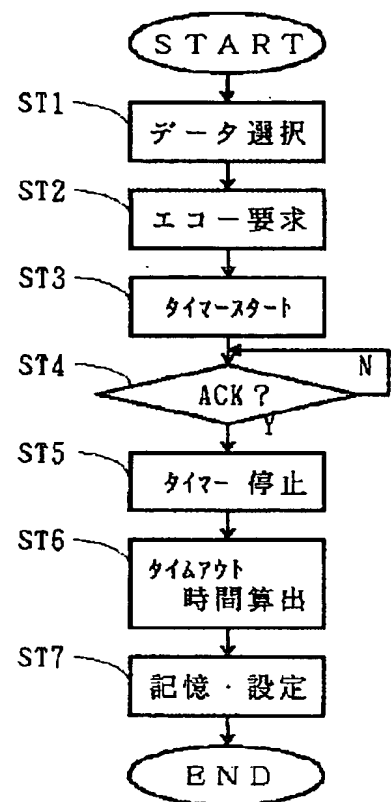 START
ST1
データ選択
ST2
エコー要求
ST3
タイマースタート
ST4
N
ACK？
Y
ST5
タイマー 停止
ST6
タイムアウト
時間算出
ST7
記憶・設定
END